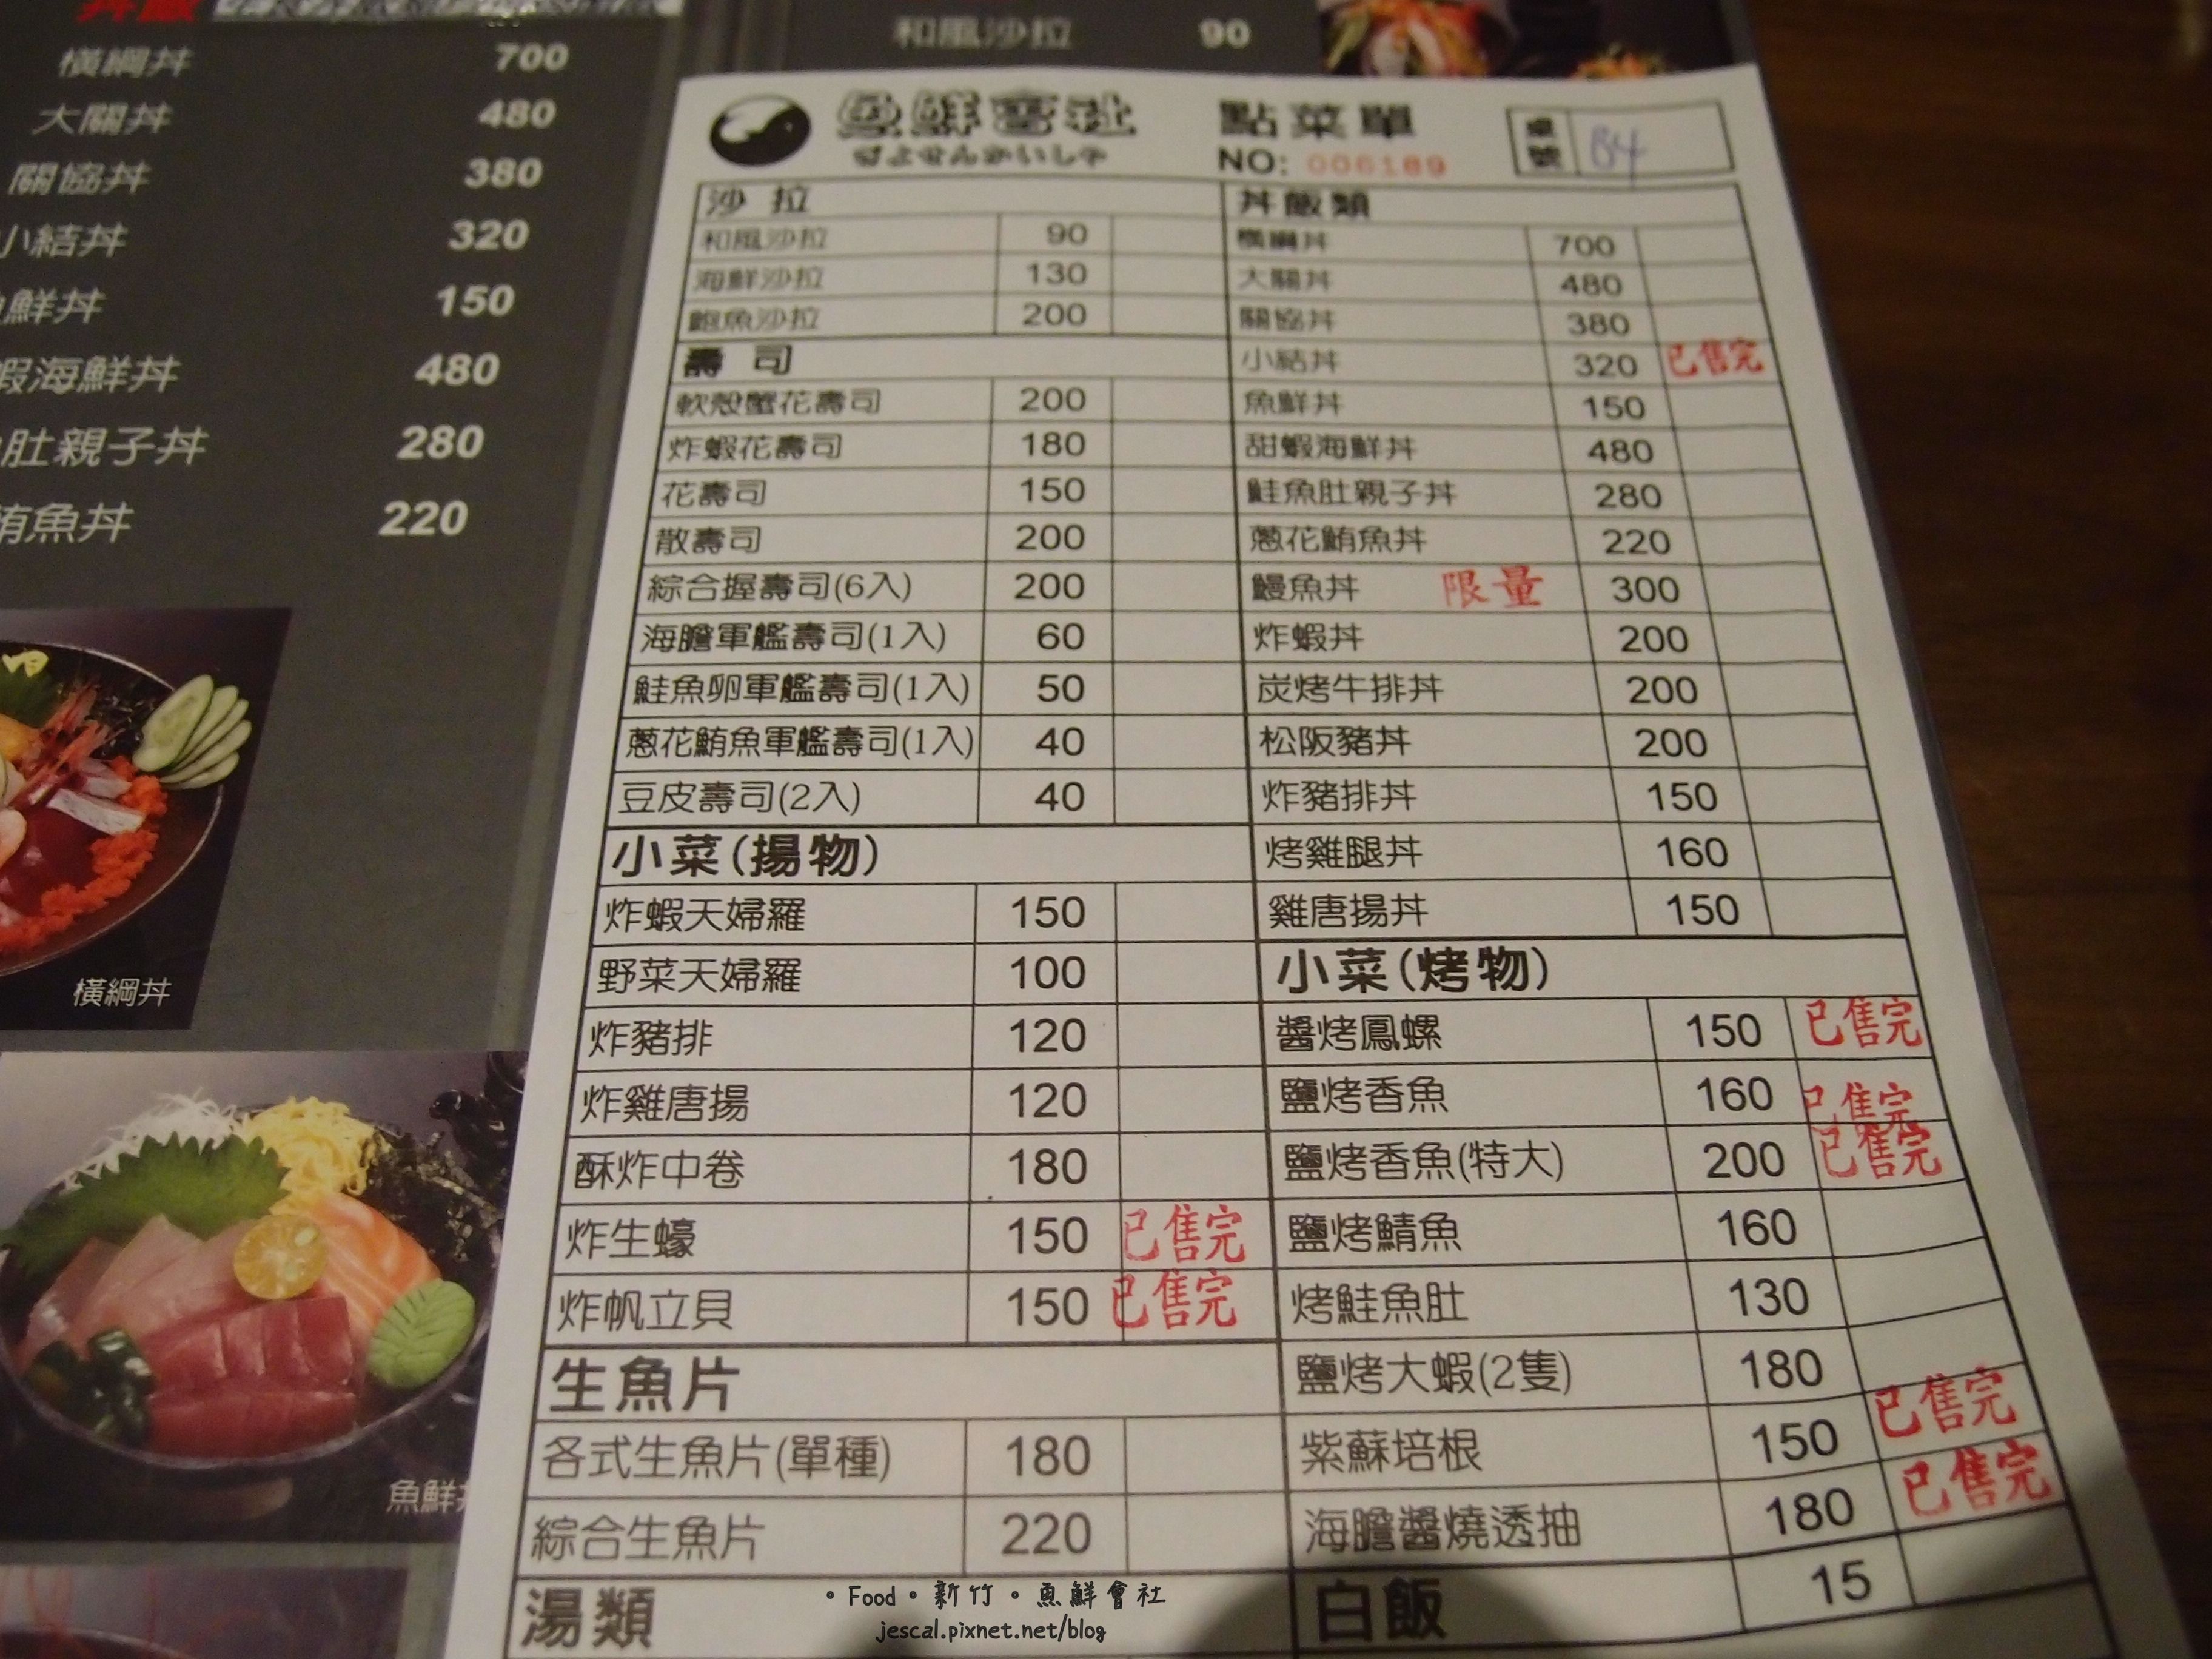 丼飯
橫綱丼 700
大關丼 480
關協丼 380
小結丼 320
鮮丼 150
蝦海鮮丼 480
肚親子丼 280
鮪魚丼 220
橫綱丼
魚鮮丼
和風沙拉 90
魚鮮會社
ぎよせんかいしゃ
點菜單
NO: 006189
桌號 B4
沙拉
和風沙拉 90
海鮮沙拉 130
鮑魚沙拉 200
壽司
軟殼蟹花壽司 200
炸蝦花壽司 180
花壽司 150
散壽司 200
綜合握壽司(6入) 200
海膽軍艦壽司(1入) 60
鮭魚卵軍艦壽司(1入) 50
蔥花鮪魚軍艦壽司(1入) 40
豆皮壽司(2入) 40
小菜(揚物)
炸蝦天婦羅 150
野菜天婦羅 100
炸豬排 120
炸雞唐揚 120
酥炸中卷 180
炸生蠔 150 已售完
炸帆立貝 150 已售完
生魚片
各式生魚片(單種) 180
綜合生魚片 220
湯類
丼飯類
橫綱丼 700
大關丼 480
關協丼 380
小結丼 320 已售完
魚鮮丼 150
甜蝦海鮮丼 480
鮭魚肚親子丼 280
蔥花鮪魚丼 220
鰻魚丼 限量 300
炸蝦丼 200
炭烤牛排丼 200
松阪豬丼 200
炸豬排丼 150
烤雞腿丼 160
雞唐揚丼 150
小菜(烤物)
醬烤鳳螺 150 已售完
鹽烤香魚 160 已售完
鹽烤香魚(特大) 200 已售完
鹽烤鯖魚 160
烤鮭魚肚 130
鹽烤大蝦(2隻) 180
紫蘇培根 150 已售完
海膽醬燒透抽 180 已售完
白飯 15
。Food。新竹。魚鮮會社
jescal.pixnet.net/blog